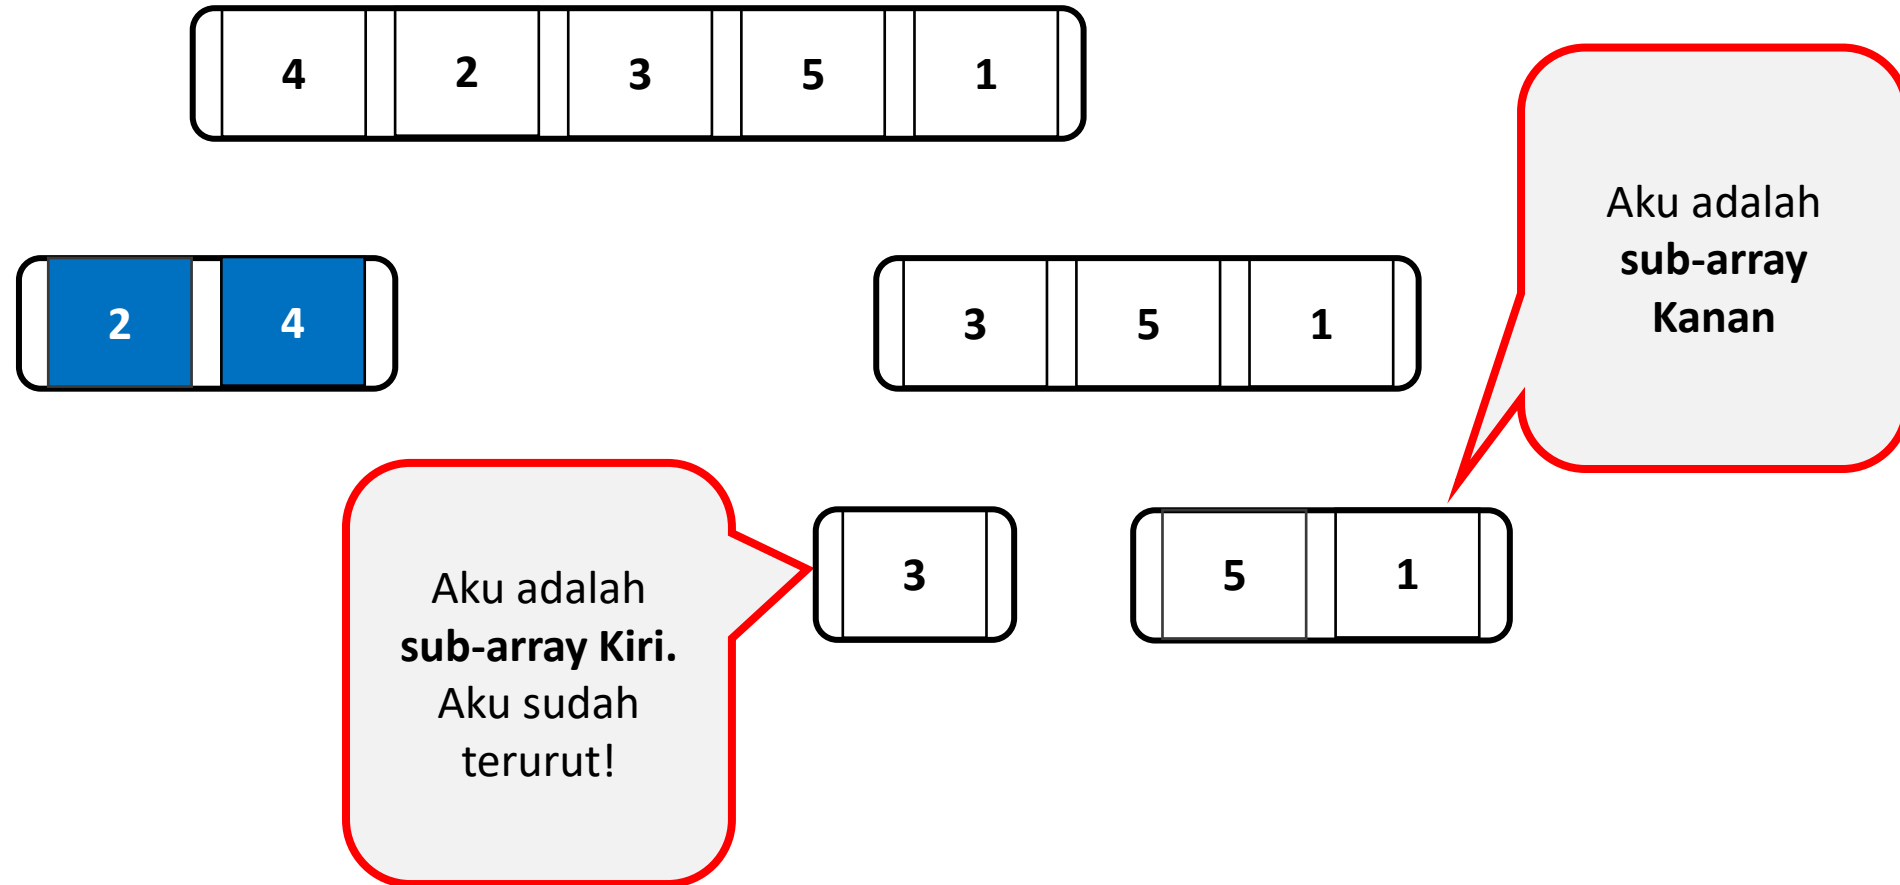 4 2 3 5 1
2 4
3 5 1
Aku adalah
sub-array
Kanan
Aku adalah
sub-array Kiri.
Aku sudah
terurut!
3
5 1